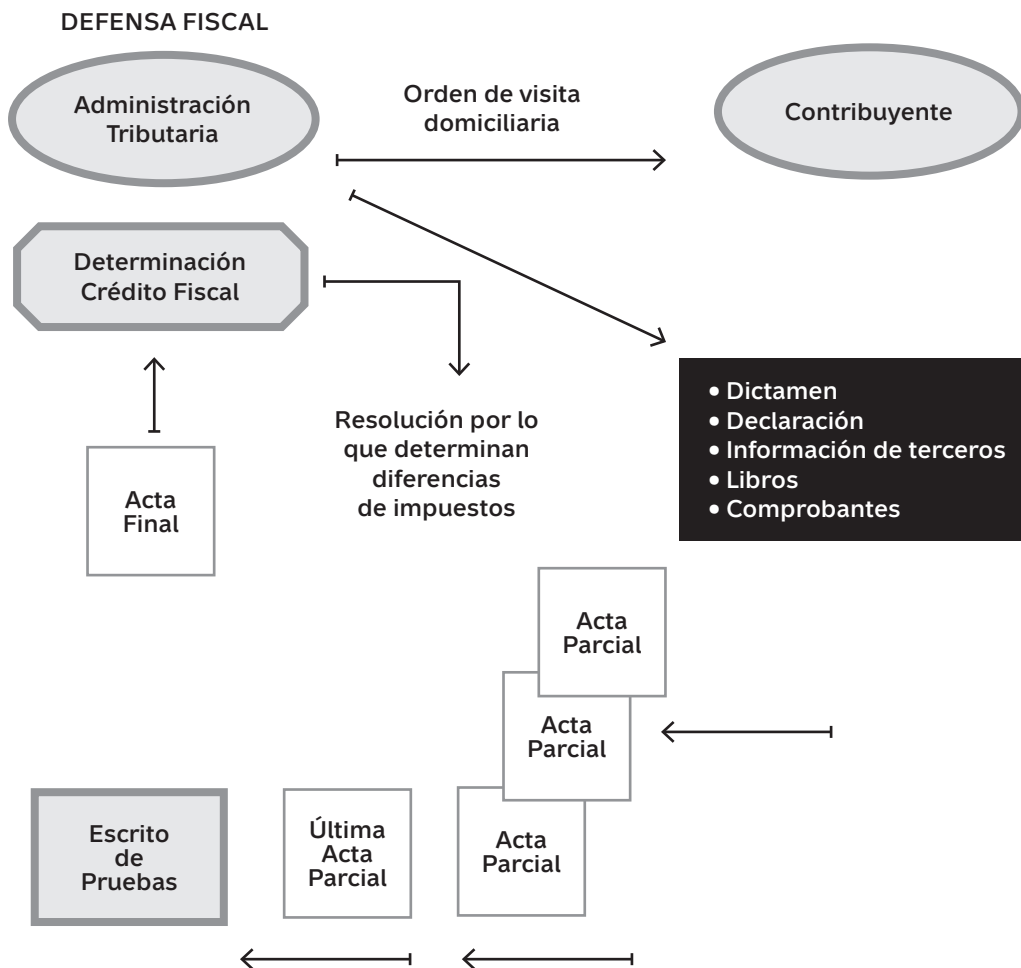 DEFENSA FISCAL
Administración
Tributaria
Orden de visita
domiciliaria
Contribuyente
Determinación
Crédito Fiscal
Resolución por lo
que determinan
diferencias
de impuestos
• Dictamen
• Declaración
• Información de terceros
• Libros
• Comprobantes
Acta
Final
Acta
Parcial
Acta
Parcial
Acta
Parcial
Última
Acta
Parcial
Escrito
de
Pruebas